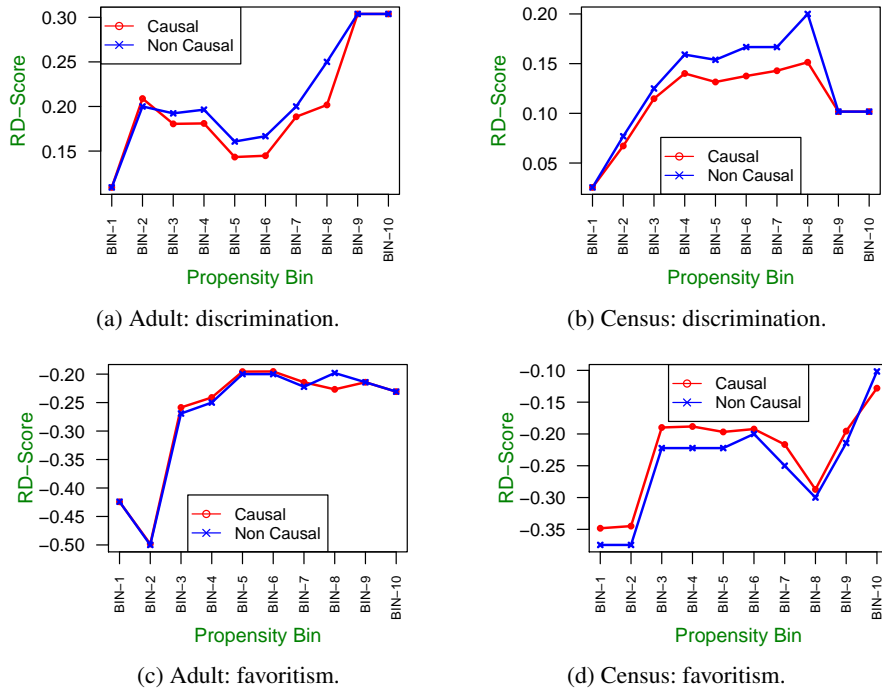 Causal
Non Causal
RD−Score
0.30
0.20
0.15
BIN−1
BIN−2
BIN−3
BIN−4
BIN−5
BIN−6
BIN−7
BIN−8
BIN−9
BIN−10
Propensity Bin
(a) Adult: discrimination.
Causal
Non Causal
RD−Score
0.20
0.15
0.10
0.05
BIN−1
BIN−2
BIN−3
BIN−4
BIN−5
BIN−6
BIN−7
BIN−8
BIN−9
BIN−10
Propensity Bin
(b) Census: discrimination.
Causal
Non Causal
RD−Score
−0.20
−0.25
−0.30
−0.35
−0.40
−0.45
−0.50
BIN−1
BIN−2
BIN−3
BIN−4
BIN−5
BIN−6
BIN−7
BIN−8
BIN−9
BIN−10
Propensity Bin
(c) Adult: favoritism.
Causal
Non Causal
RD−Score
−0.10
−0.15
−0.20
−0.25
−0.30
−0.35
BIN−1
BIN−2
BIN−3
BIN−4
BIN−5
BIN−6
BIN−7
BIN−8
BIN−9
BIN−10
Propensity Bin
(d) Census: favoritism.